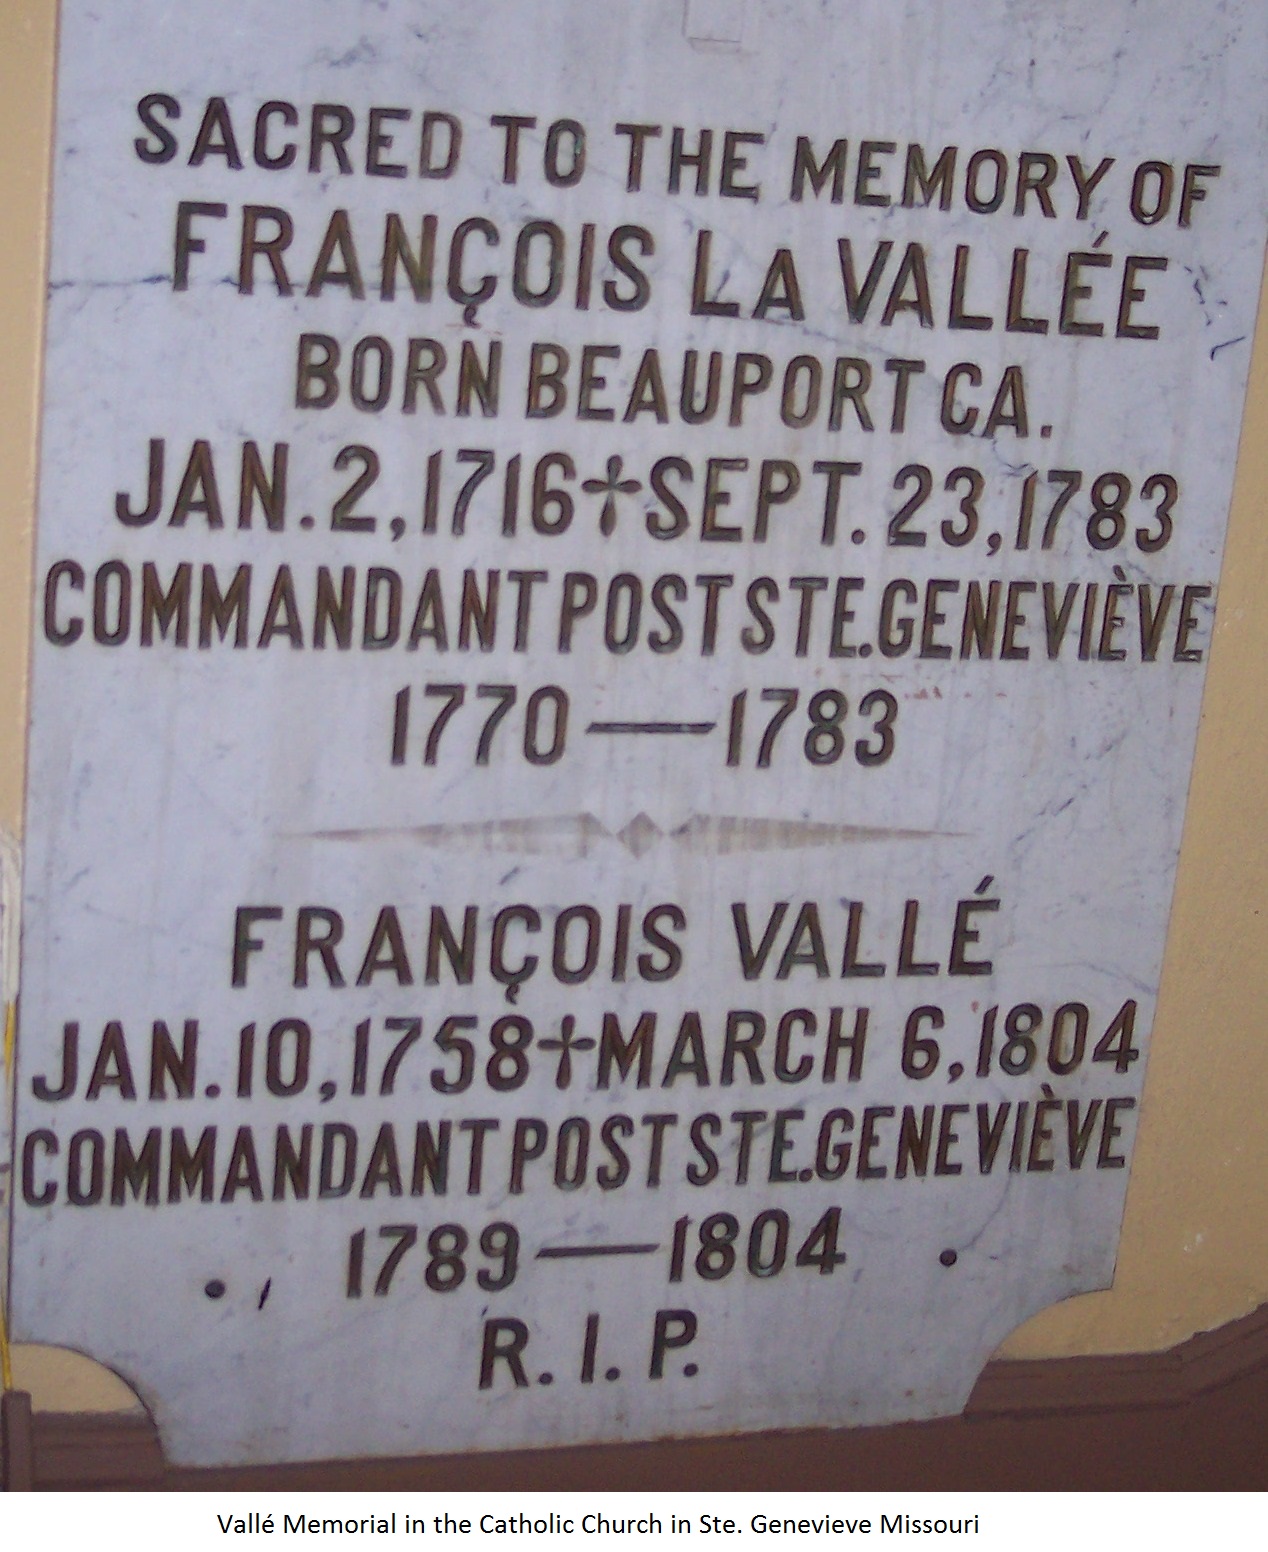 SACRED TO THE MEMORY OF
FRANÇOIS LA VALLÉE
BORN BEAUPORT CA.
JAN. 2, 1716 † SEPT. 23, 1783
COMMANDANT POST STE. GENEVIÈVE
1770 — 1783
FRANÇOIS VALLÉ
JAN. 10, 1758 † MARCH 6, 1804
COMMANDANT POST STE. GENEVIÈVE
1789 — 1804
R. I. P.
Vallé Memorial in the Catholic Church in Ste. Genevieve Missouri